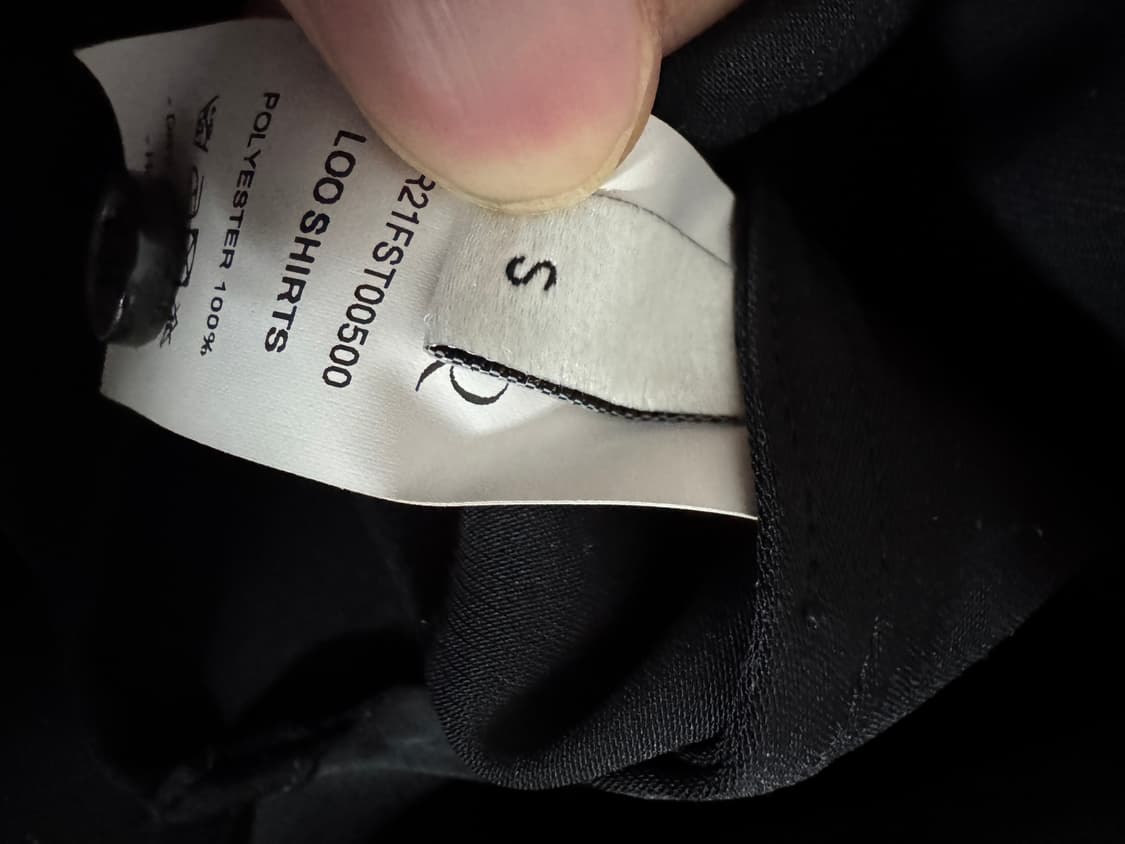 S
R21FST00500
LOO SHIRTS
POLYESTER 100%